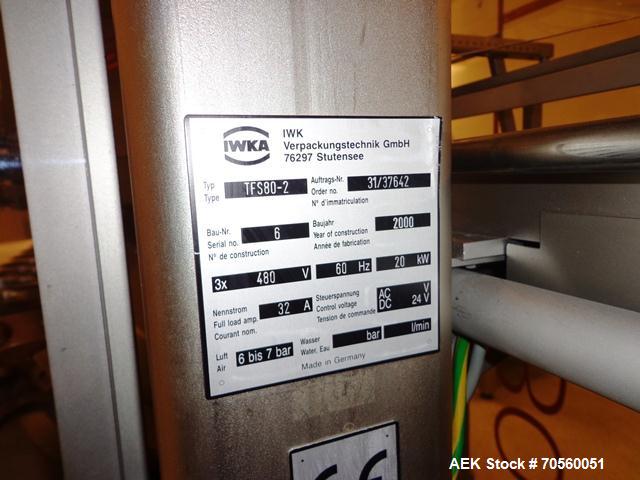 IWKA
IWK
Verpackungstechnik GmbH
76297 Stutensee
Typ
Type
TFS80-2
Auftrags-Nr.
Order no.
N° d'immatriculation
31/37642
Bau-Nr.
Serial no.
N° de construction
6
Baujahr
Year of construction
Année de fabrication
2000
3x 480 V
60 Hz
20 kW
Nennstrom
Full load amp.
Courant nom.
32 A
Steuerspannung
Control voltage
Tension de commande
AC V
DC 24 V
Luft
Air
6 bis 7 bar
Wasser
Water, Eau
bar
l/min
Made in Germany
CE
AEK Stock #70560051